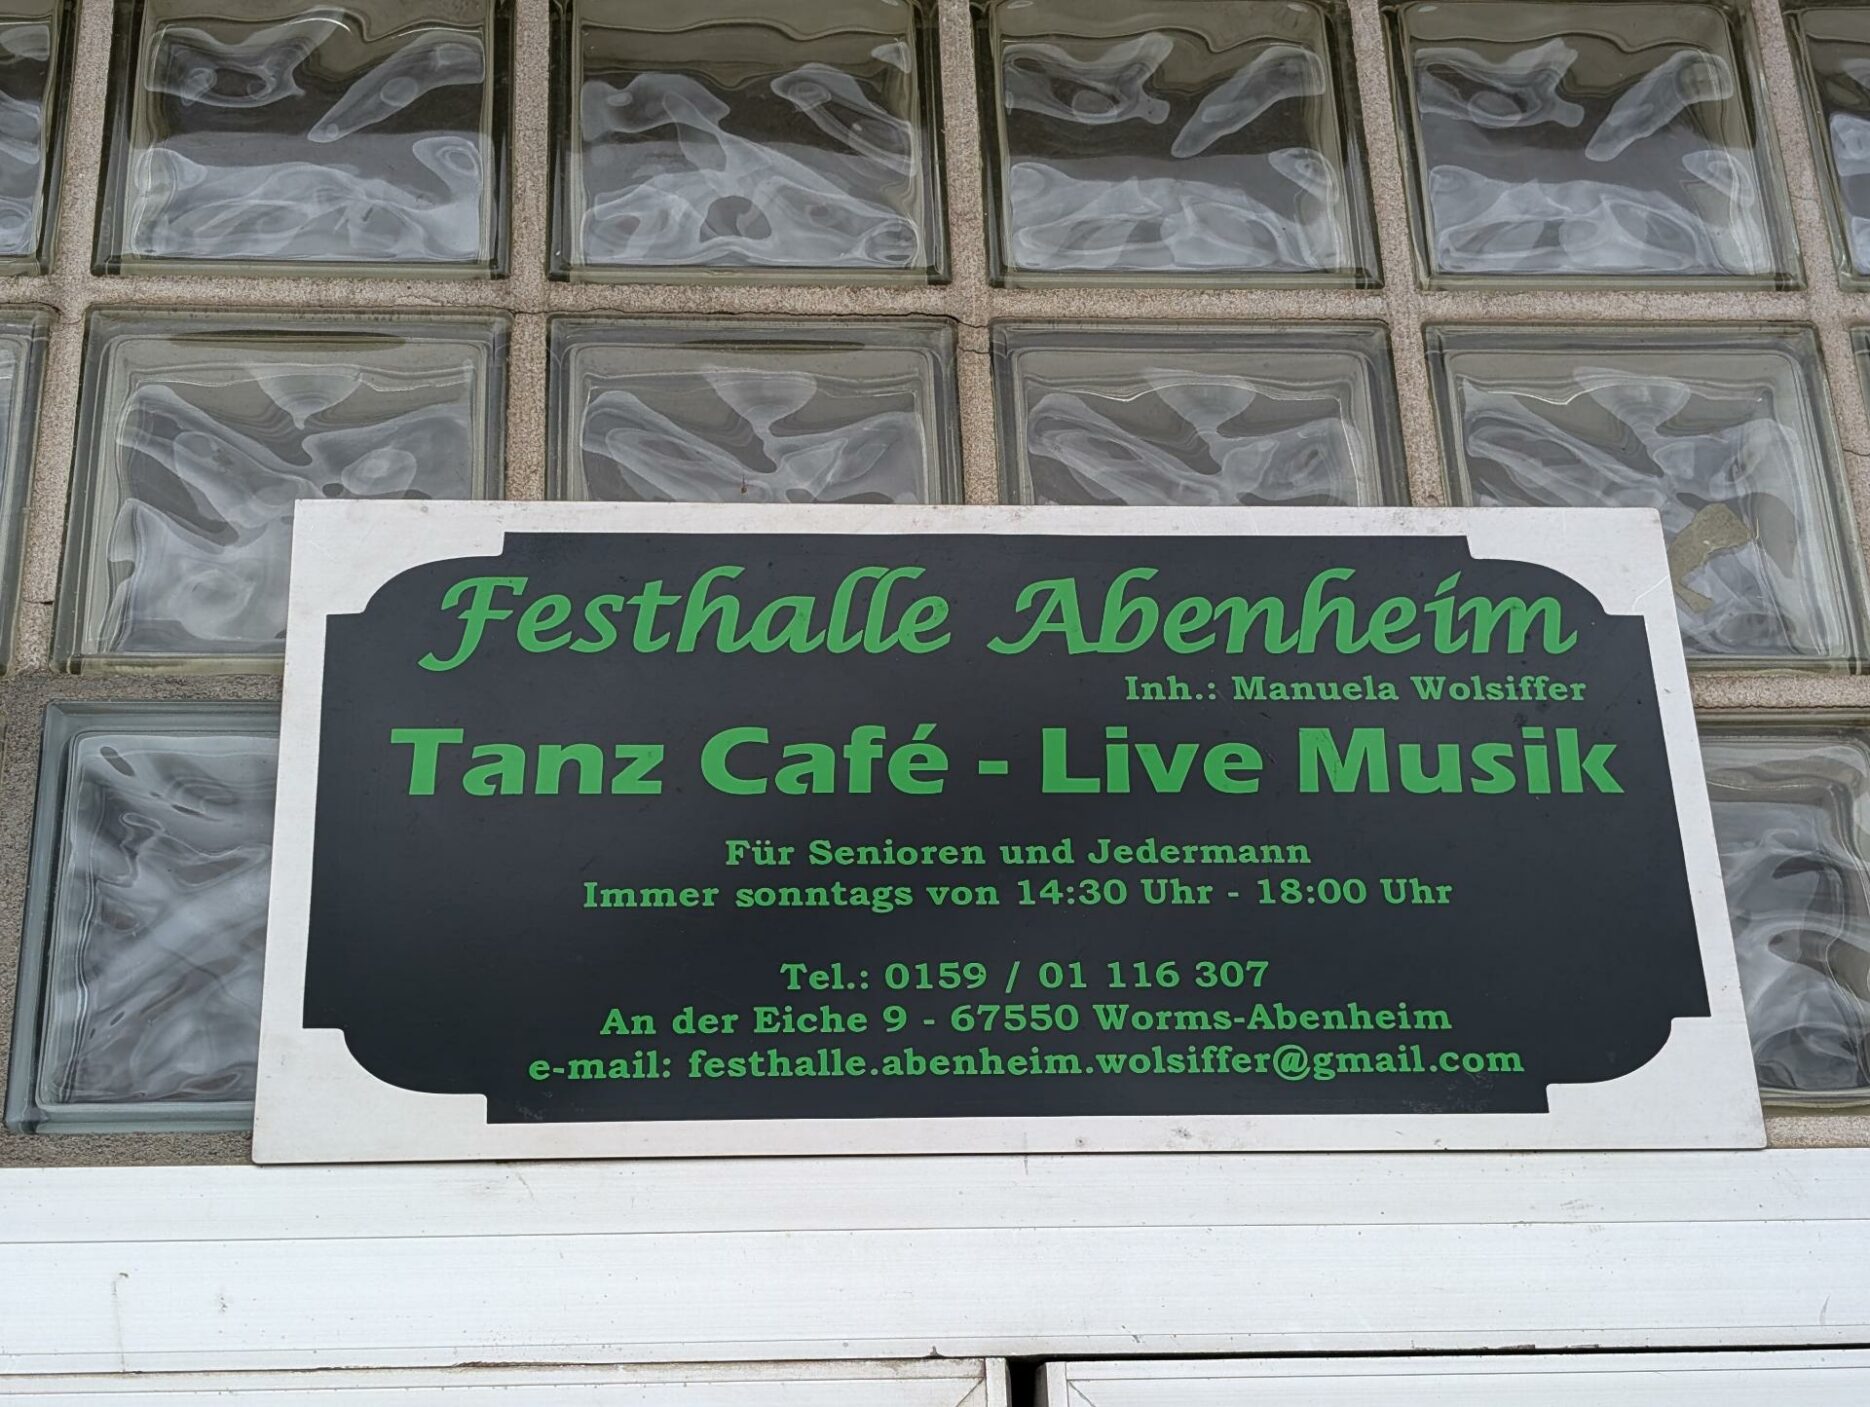 Festhalle Abenheim
Inh.: Manuela Wolsiffer
Tanz Café - Live Musik
Für Senioren und Jedermann
Immer sonntags von 14:30 Uhr - 18:00 Uhr
Tel.: 0159 / 01 116 307
An der Eiche 9 - 67550 Worms-Abenheim
e-mail: festhalle.abenheim.wolsiffer@gmail.com